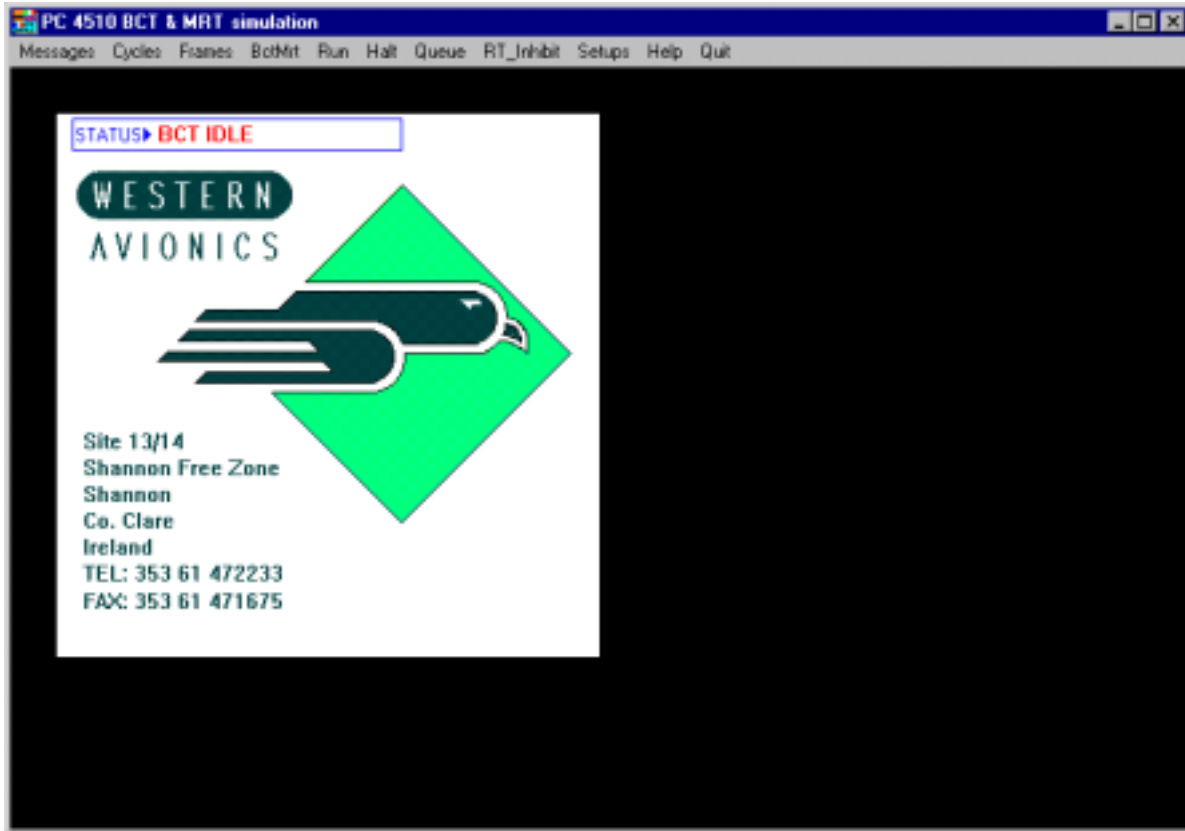 PC 4510 BCT & MRT simulation
Messages Cycles Frames BctMrt Run Halt Queue RT_Inhibit Setups Help Quit
STATUS BCT IDLE
WESTERN
AVIONICS
Site 13/14
Shannon Free Zone
Shannon
Co. Clare
Ireland
TEL: 353 61 472233
FAX: 353 61 471675